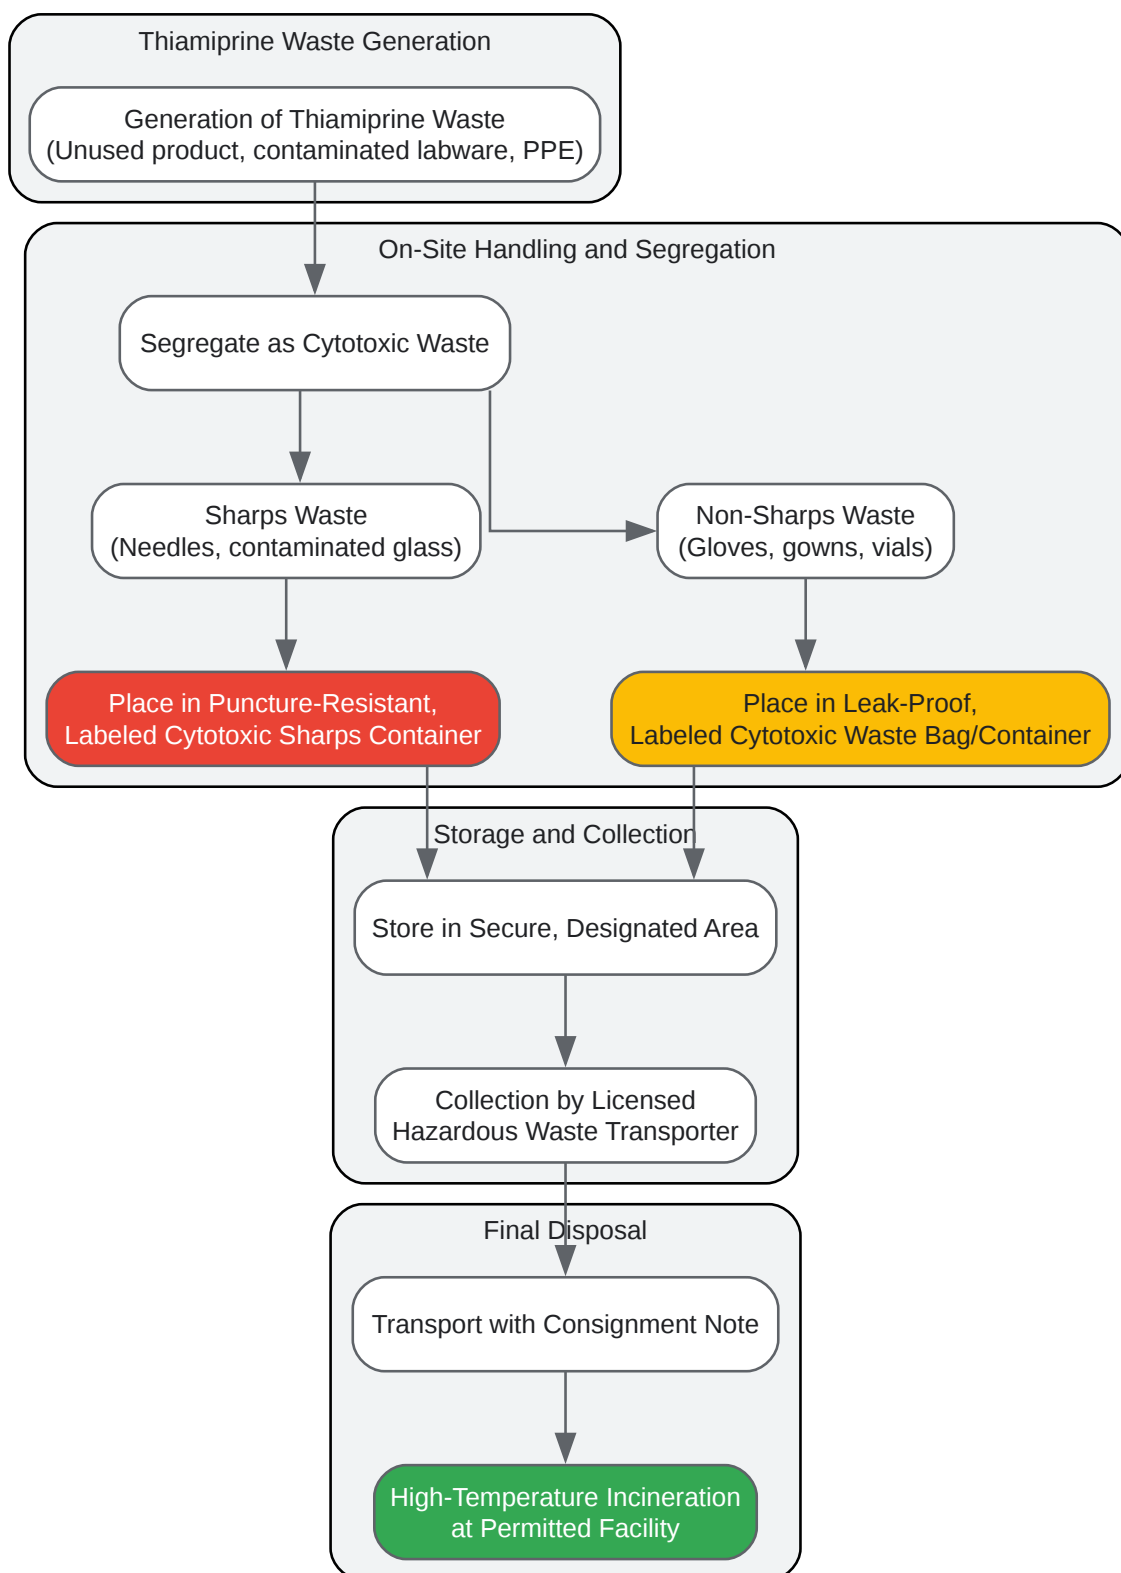 Thiamiprine Waste Generation
Generation of Thiamiprine Waste
(Unused product, contaminated labware, PPE)
On-Site Handling and Segregation
Segregate as Cytotoxic Waste
Sharps Waste
(Needles, contaminated glass)
Non-Sharps Waste
(Gloves, gowns, vials)
Place in Puncture-Resistant,
Labeled Cytotoxic Sharps Container
Place in Leak-Proof,
Labeled Cytotoxic Waste Bag/Container
Storage and Collection
Store in Secure, Designated Area
Collection by Licensed
Hazardous Waste Transporter
Final Disposal
Transport with Consignment Note
High-Temperature Incineration
at Permitted Facility